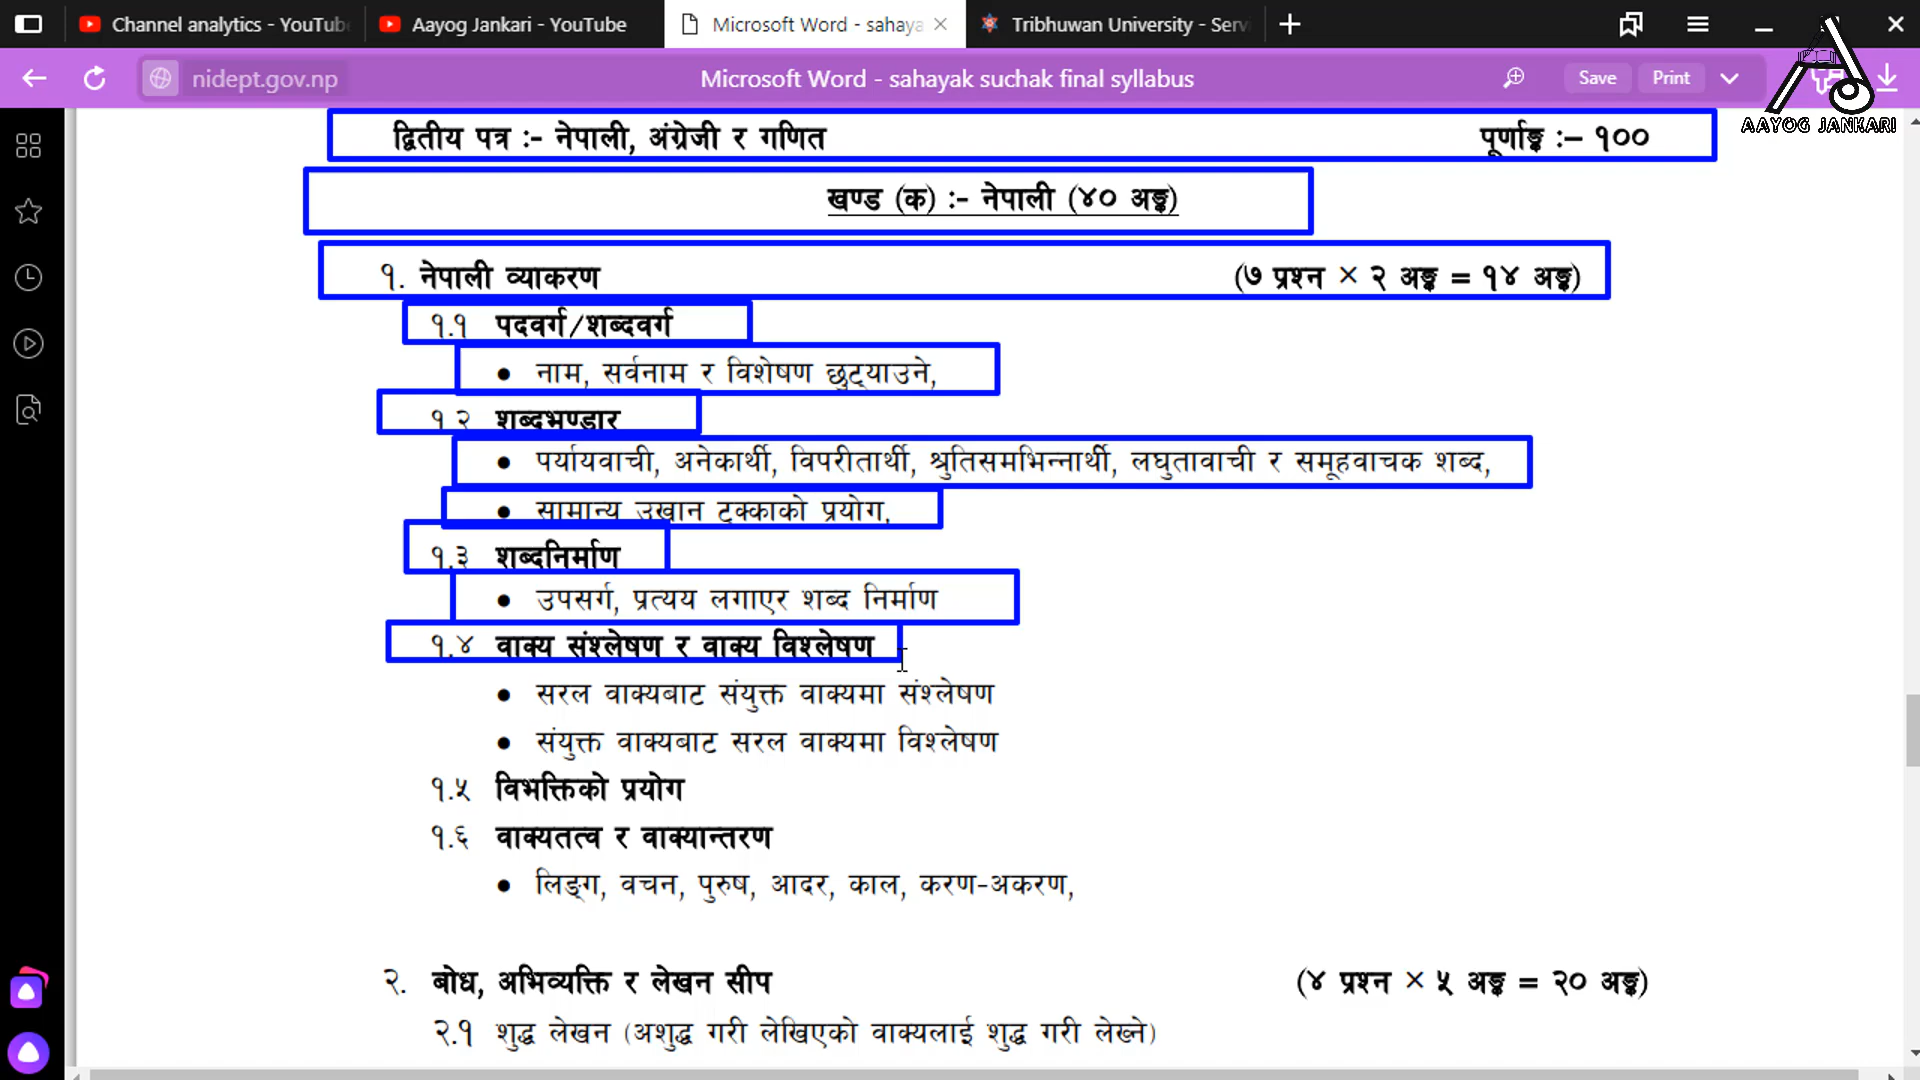 Channel analytics - YouTub
Aayog Jankari - YouTube
Microsoft Word - sahaya
Tribhuwan University - Serv
nidept.gov.np
Microsoft Word - sahayak suchak final syllabus
Save
Print
AAYOG JANKARI
द्वितीय पत्र :- नेपाली, अंग्रेजी र गणित पूर्णाङ्क :– १००
खण्ड (क) :- नेपाली (४० अङ्क)
१. नेपाली व्याकरण (७ प्रश्न × २ अङ्क = १४ अङ्क)
१.१ पदवर्ग/शब्दवर्ग
• नाम, सर्वनाम र विशेषण छुट्याउने,
१.२ शब्दभण्डार
• पर्यायवाची, अनेकार्थी, विपरीतार्थी, श्रुतिसमभिन्नार्थी, लघुतावाची र समूहवाचक शब्द,
• सामान्य उखान टुक्काको प्रयोग,
१.३ शब्दनिर्माण
• उपसर्ग, प्रत्यय लगाएर शब्द निर्माण
१.४ वाक्य संश्लेषण र वाक्य विश्लेषण
• सरल वाक्यबाट संयुक्त वाक्यमा संश्लेषण
• संयुक्त वाक्यबाट सरल वाक्यमा विश्लेषण
१.५ विभक्तिको प्रयोग
१.६ वाक्यतत्व र वाक्यान्तरण
• लिङ्ग, वचन, पुरुष, आदर, काल, करण-अकरण,
२. बोध, अभिव्यक्ति र लेखन सीप (४ प्रश्न × ५ अङ्क = २० अङ्क)
२.१ शुद्ध लेखन (अशुद्ध गरी लेखिएको वाक्यलाई शुद्ध गरी लेख्ने)